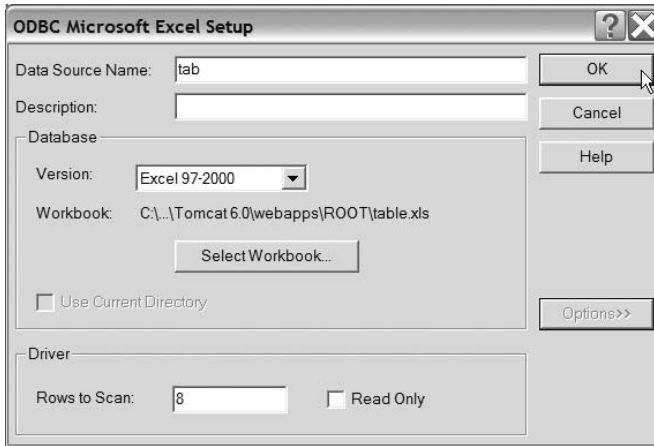 ODBC Microsoft Excel Setup
Data Source Name: tab
OK
Description:
Cancel
Database
Help
Version: Excel 97-2000
Workbook: C:\...\Tomcat 6.0\webapps\ROOT\table.xls
Select Workbook...
Use Current Directory
Options>>
Driver
Rows to Scan: 8
Read Only